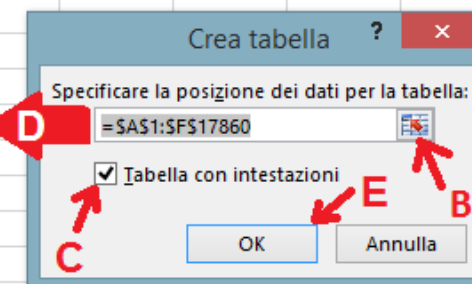 Crea tabella ? ×
Specificare la posizione dei dati per la tabella:
D =$A$1:$F$17860
Tabella con intestazioni
C E B
OK Annulla